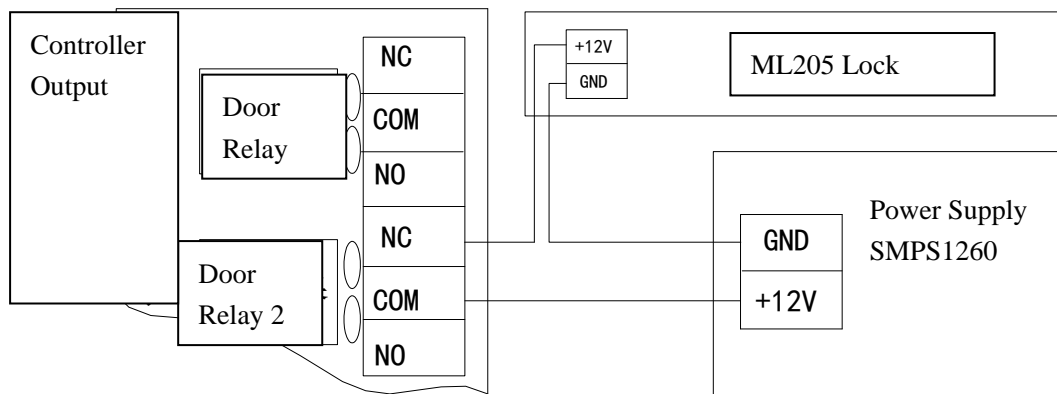 Controller
Output
Door
Relay
NC
COM
NO
Door
Relay 2
NC
COM
NO
+12V
GND
ML205 Lock
GND
+12V
Power Supply
SMPS1260